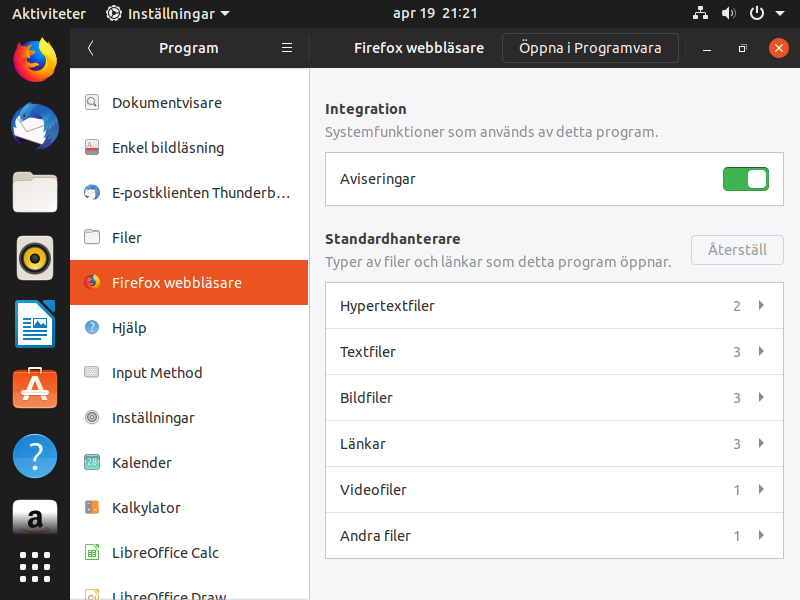 Aktiviteter Inställningar apr 19 21:21
Program Firefox webbläsare Öppna i Programvara
Dokumentvisare
Enkel bildläsning
E-postklienten Thunderb…
Filer
Firefox webbläsare
Hjälp
Input Method
Inställningar
Kalender
Kalkylator
LibreOffice Calc
LibreOffice Draw
Integration
Systemfunktioner som används av detta program.
Aviseringar
Standardhanterare
Typer av filer och länkar som detta program öppnar.
Återställ
Hypertextfiler 2
Textfiler 3
Bildfiler 3
Länkar 3
Videofiler 1
Andra filer 1